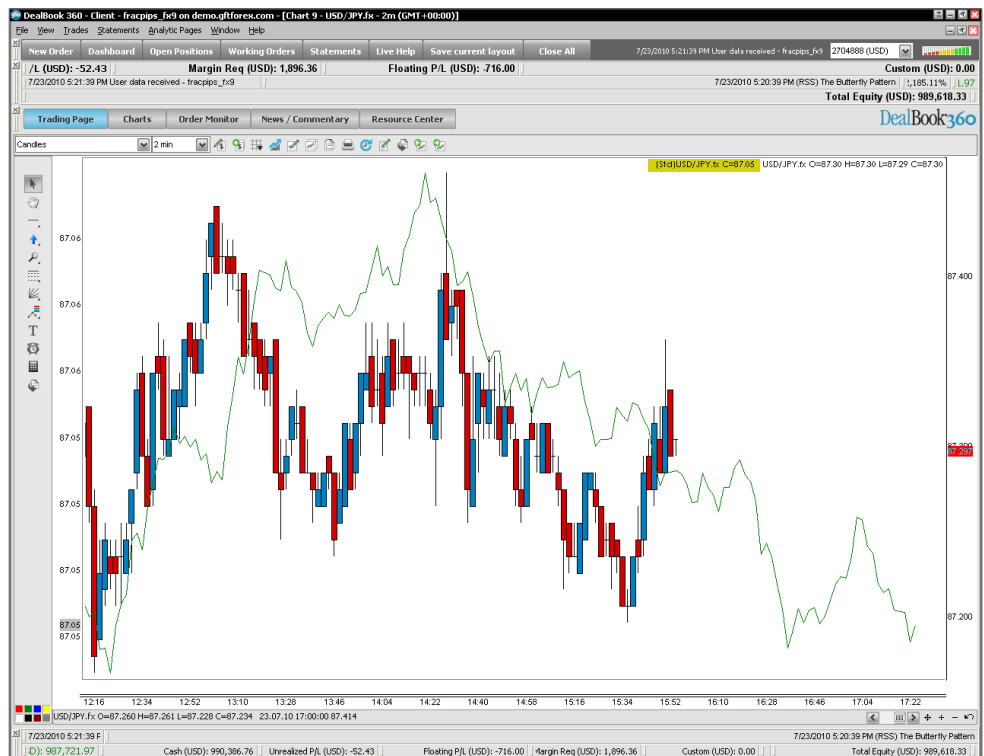 DealBook 360 - Client - fracpips_fx9 on demo.gftforex.com - [Chart 9 - USD/JPY.fx - 2m (GMT+00:00)]
File View Trades Statements Analytic Pages Window Help
New Order Dashboard Open Positions Working Orders Statements Live Help Save current layout Close All 7/23/2010 5:21:39 PM User data received - fracpips_fx9 2704888 (USD)
/L (USD): -52.43 Margin Req (USD): 1,896.36 Floating P/L (USD): -716.00 Custom (USD): 0.00
7/23/2010 5:21:39 PM User data received - fracpips_fx9 7/23/2010 5:20:39 PM (RSS) The Butterfly Pattern ,185.11%
Total Equity (USD): 989,618.33
Trading Page Charts Order Monitor News / Commentary Resource Center DealBook 360
Candles 2 min
(Std)USD/JPY.fx C=87.05 USD/JPY.fx O=87.30 H=87.30 L=87.29 C=87.30
87.06
87.400
87.06
87.06
87.05
87.297
87.05
87.05
87.200
87.05
87.05
12:16 12:34 12:52 13:10 13:28 13:46 14:04 14:22 14:40 14:58 15:16 15:34 15:52 16:10 16:28 16:46 17:04 17:22
USD/JPY.fx O=87.260 H=87.261 L=87.228 C=87.234 23.07.10 17:00:00 87.414
7/23/2010 5:21:39 F 7/23/2010 5:20:39 PM (RSS) The Butterfly Pattern
D): 987,721.97 Cash (USD): 990,386.76 Unrealized P/L (USD): -52.43 Floating P/L (USD): -716.00 Margin Req (USD): 1,896.36 Custom (USD): 0.00 Total Equity (USD): 989,618.33